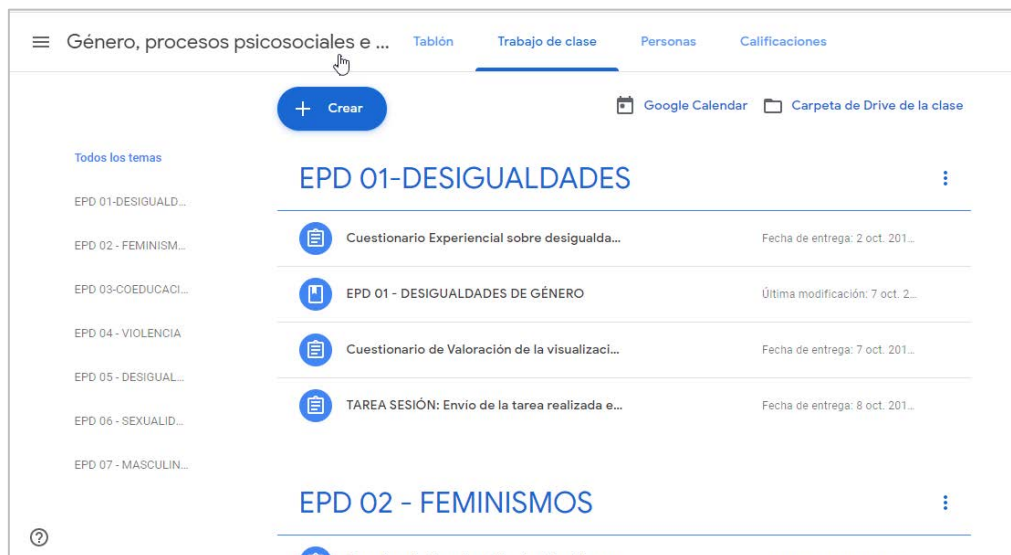 Género, procesos psicosociales e ... Tablón Trabajo de clase Personas Calificaciones
+ Crear Google Calendar Carpeta de Drive de la clase
Todos los temas
EPD 01-DESIGUALD...
EPD 02 - FEMINISM...
EPD 03-COEDUCACI...
EPD 04 - VIOLENCIA
EPD 05 - DESIGUAL...
EPD 06 - SEXUALID...
EPD 07 - MASCULIN...
EPD 01-DESIGUALDADES
Cuestionario Experiencial sobre desigualda... Fecha de entrega: 2 oct. 201...
EPD 01 - DESIGUALDADES DE GÉNERO Última modificación: 7 oct. 2...
Cuestionario de Valoración de la visualizaci... Fecha de entrega: 7 oct. 201...
TAREA SESIÓN: Envío de la tarea realizada e... Fecha de entrega: 8 oct. 201...
EPD 02 - FEMINISMOS